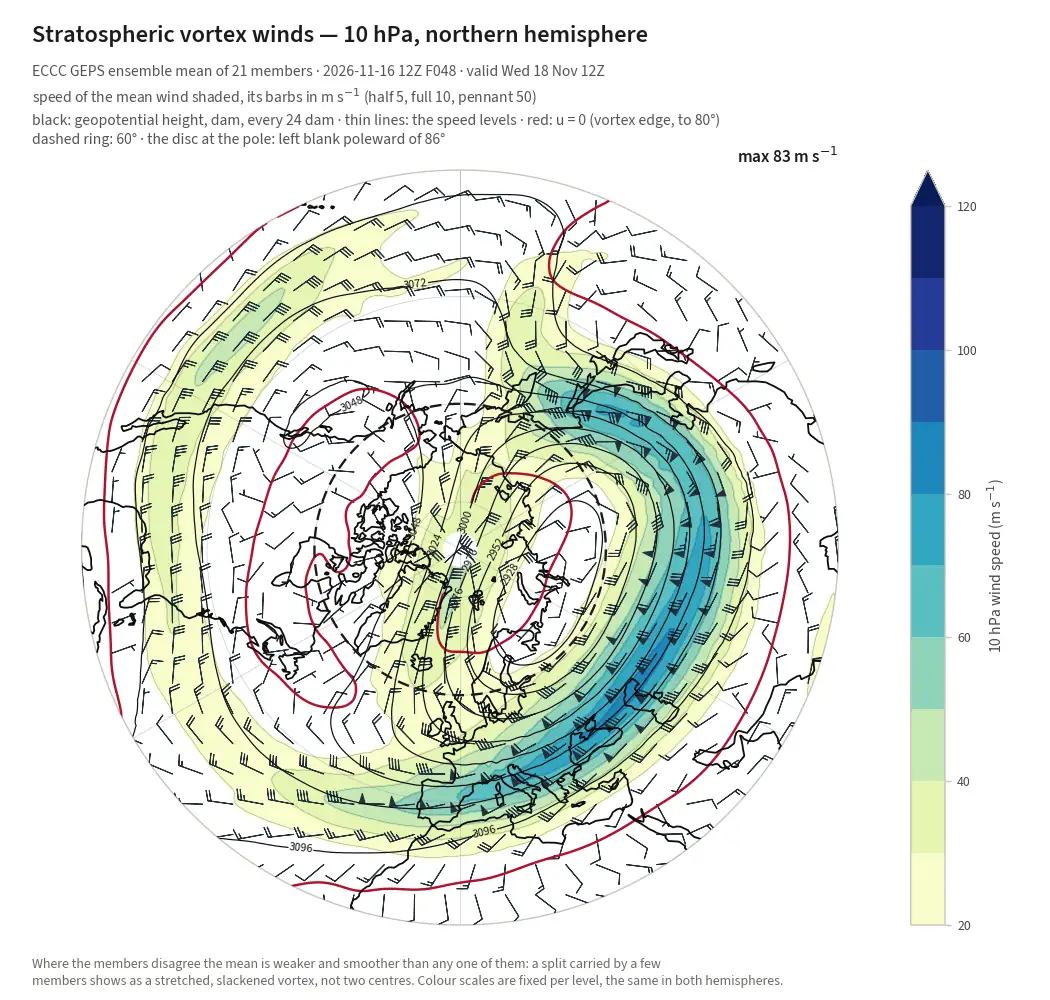 Stratospheric vortex winds — 10 hPa, northern hemisphere
ECCC GEPS ensemble mean of 21 members · 2026-11-16 12Z F048 · valid Wed 18 Nov 12Z
speed of the mean wind shaded, its barbs in m s⁻¹ (half 5, full 10, pennant 50)
black: geopotential height, dam, every 24 dam · thin lines: the speed levels · red: u = 0 (vortex edge, to 80°)
dashed ring: 60° · the disc at the pole: left blank poleward of 86°
max 83 m s⁻¹
120
100
80
60
40
20
10 hPa wind speed (m s⁻¹)
3072
3048
3000
3024
2952
2928
3096
3096
Where the members disagree the mean is weaker and smoother than any one of them: a split carried by a few
members shows as a stretched, slackened vortex, not two centres. Colour scales are fixed per level, the same in both hemispheres.